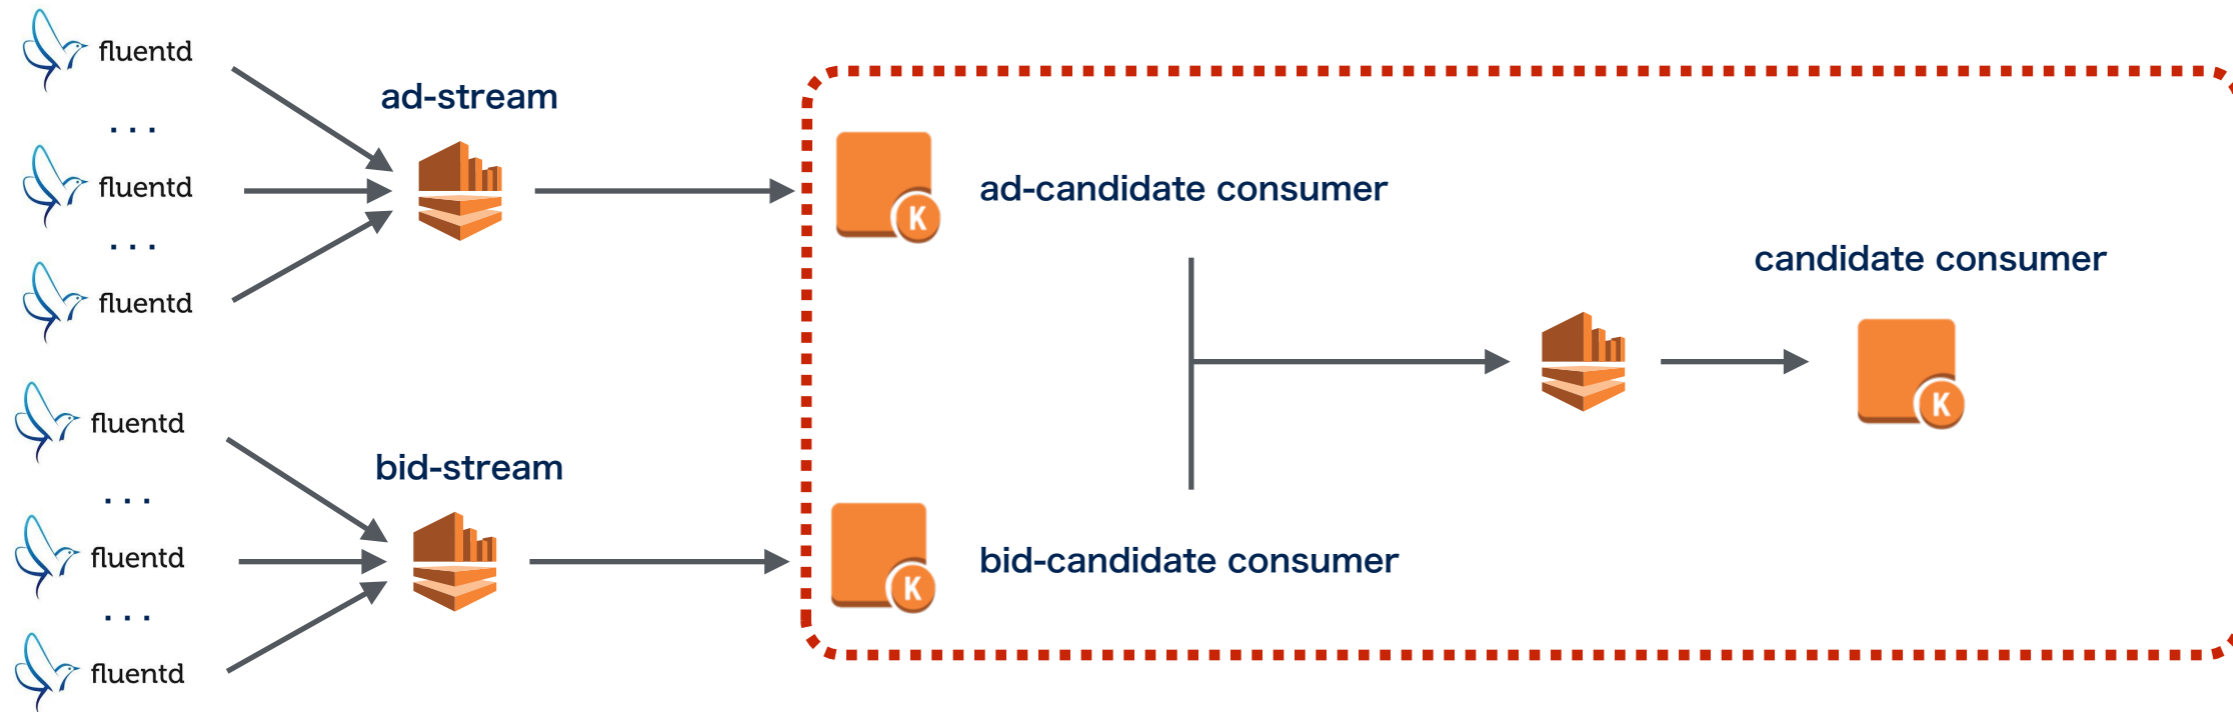 fluentd
...
fluentd
...
fluentd
ad-stream
fluentd
...
fluentd
...
fluentd
bid-stream
K
ad-candidate consumer
K
bid-candidate consumer
candidate consumer
K